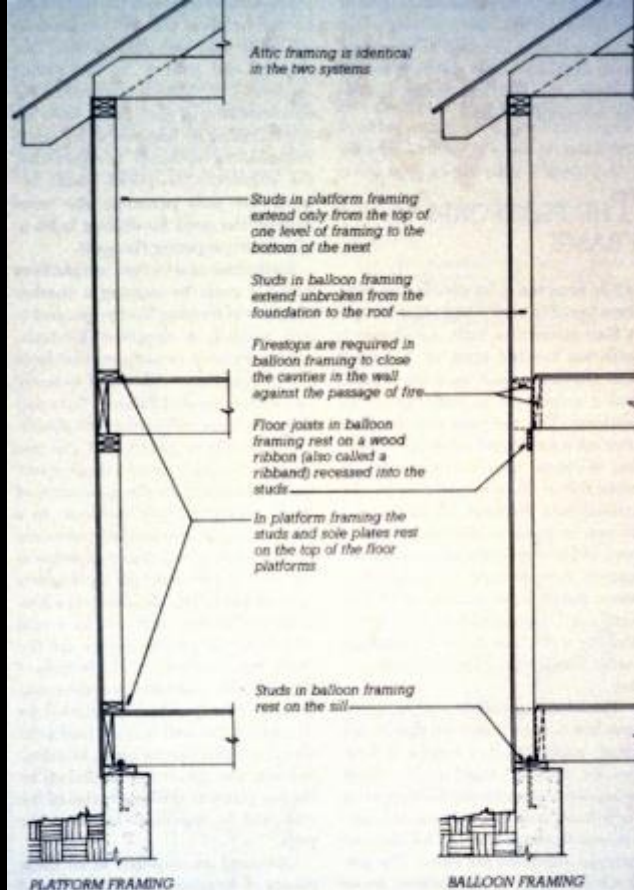 Attic framing is identical
in the two systems
Studs in platform framing
extend only from the top of
one level of framing to the
bottom of the next
Studs in balloon framing
extend unbroken from the
foundation to the roof
Firestops are required in
balloon framing to close
the cavities in the wall
against the passage of fire
Floor joists in balloon
framing rest on a wood
ribbon (also called a
ribband) recessed into the
studs
In platform framing the
studs and sole plates rest
on the top of the floor
platforms
Studs in balloon framing
rest on the sill
PLATFORM FRAMING
BALLOON FRAMING